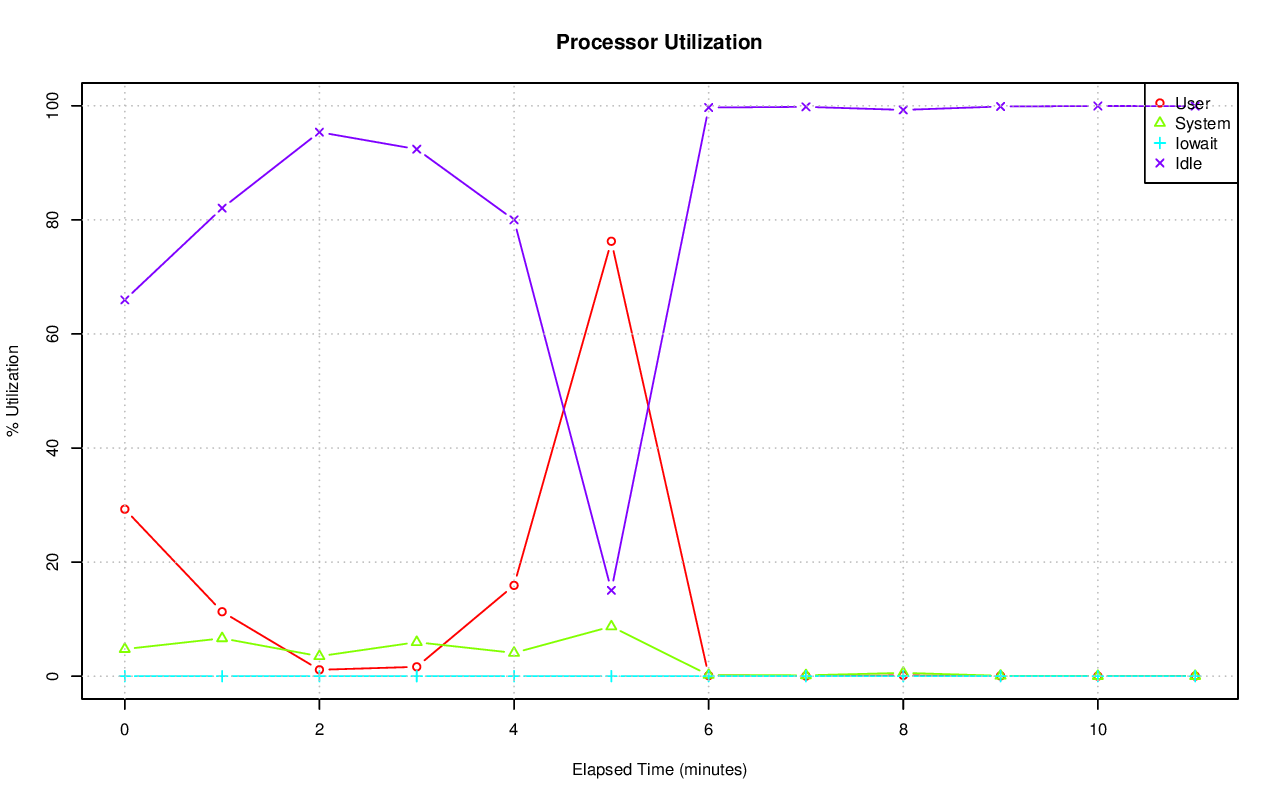 Processor Utilization
% Utilization
100
80
60
40
20
0
User
System
Iowait
Idle
0 2 4 6 8 10
Elapsed Time (minutes)